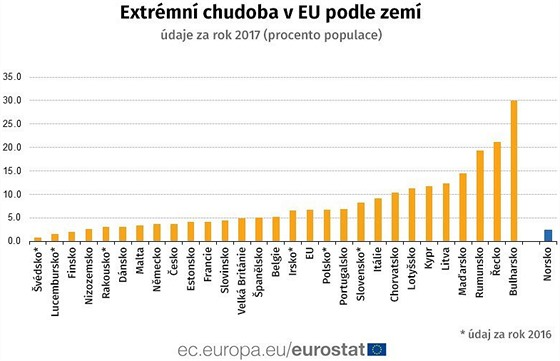 Extrémní chudoba v EU podle zemí
údaje za rok 2017 (procento populace)
35.0
30.0
25.0
20.0
15.0
10.0
5.0
0.0
Švédsko*
Lucembursko*
Finsko
Nizozemsko
Rakousko*
Dánsko
Malta
Německo
Česko
Estonsko
Francie
Slovinsko
Velká Británie
Španělsko
Belgie
Irsko*
EU
Polsko*
Portugalsko
Slovensko*
Itálie
Chorvatsko
Lotyšsko
Kypr
Litva
Maďarsko
Rumunsko
Řecko
Bulharsko
Norsko
* údaj za rok 2016
ec.europa.eu/eurostat